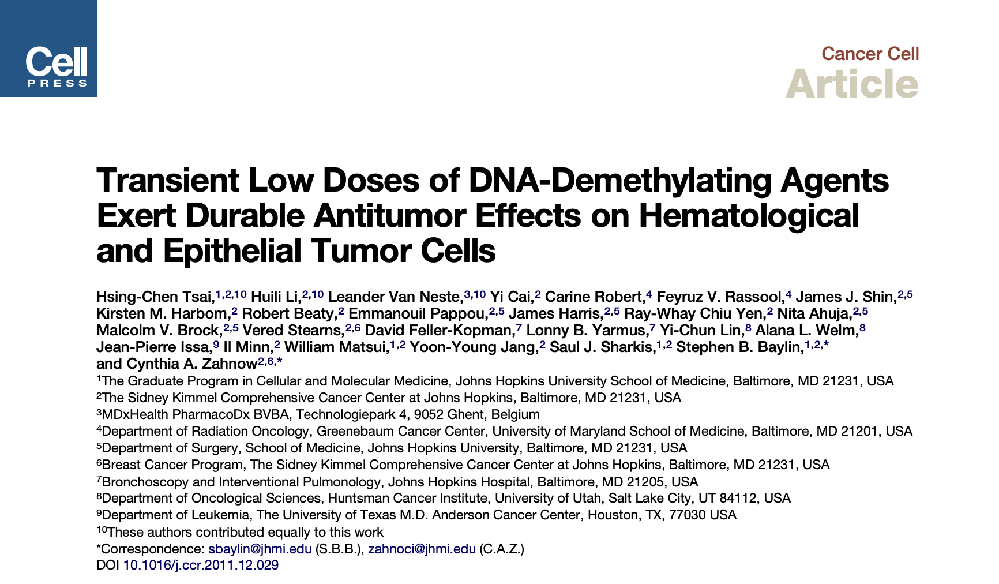 Cell
PRESS
Cancer Cell
Article
Transient Low Doses of DNA-Demethylating Agents
Exert Durable Antitumor Effects on Hematological
and Epithelial Tumor Cells
Hsing-Chen Tsai,1,2,10 Huili Li,2,10 Leander Van Neste,3,10 Yi Cai,2 Carine Robert,4 Feyruz V. Rassool,4 James J. Shin,2,5
Kirsten M. Harbom,2 Robert Beaty,2 Emmanouil Pappou,2,5 James Harris,2,5 Ray-Whay Chiu Yen,2 Nita Ahuja,2,5
Malcolm V. Brock,2,5 Vered Stearns,2,6 David Feller-Kopman,7 Lonny B. Yarmus,7 Yi-Chun Lin,8 Alana L. Welm,8
Jean-Pierre Issa,9 Il Minn,2 William Matsui,1,2 Yoon-Young Jang,2 Saul J. Sharkis,1,2 Stephen B. Baylin,1,2,*
and Cynthia A. Zahnow2,6,*
1The Graduate Program in Cellular and Molecular Medicine, Johns Hopkins University School of Medicine, Baltimore, MD 21231, USA
2The Sidney Kimmel Comprehensive Cancer Center at Johns Hopkins, Baltimore, MD 21231, USA
3MDxHealth PharmacoDx BVBA, Technologiepark 4, 9052 Ghent, Belgium
4Department of Radiation Oncology, Greenebaum Cancer Center, University of Maryland School of Medicine, Baltimore, MD 21201, USA
5Department of Surgery, School of Medicine, Johns Hopkins University, Baltimore, MD 21231, USA
6Breast Cancer Program, The Sidney Kimmel Comprehensive Cancer Center at Johns Hopkins, Baltimore, MD 21231, USA
7Bronchoscopy and Interventional Pulmonology, Johns Hopkins Hospital, Baltimore, MD 21205, USA
8Department of Oncological Sciences, Huntsman Cancer Institute, University of Utah, Salt Lake City, UT 84112, USA
9Department of Leukemia, The University of Texas M.D. Anderson Cancer Center, Houston, TX, 77030 USA
10These authors contributed equally to this work
*Correspondence: sbaylin@jhmi.edu (S.B.B.), zahnoci@jhmi.edu (C.A.Z.)
DOI 10.1016/j.ccr.2011.12.029